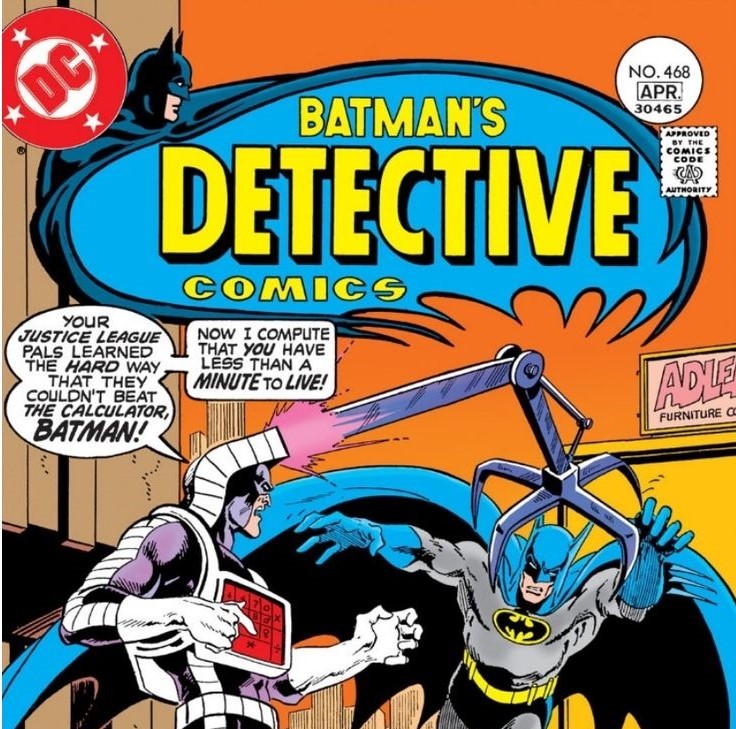 DC
NO. 468
APR.
30465
APPROVED
BY THE
COMICS
CODE
CA
AUTHORITY
®
BATMAN'S
DETECTIVE
COMICS
YOUR
JUSTICE LEAGUE
PALS LEARNED
THE HARD WAY
THAT THEY
COULDN'T BEAT
THE CALCULATOR,
BATMAN!
NOW I COMPUTE
THAT YOU HAVE
LESS THAN A
MINUTE TO LIVE!
FURNITURE